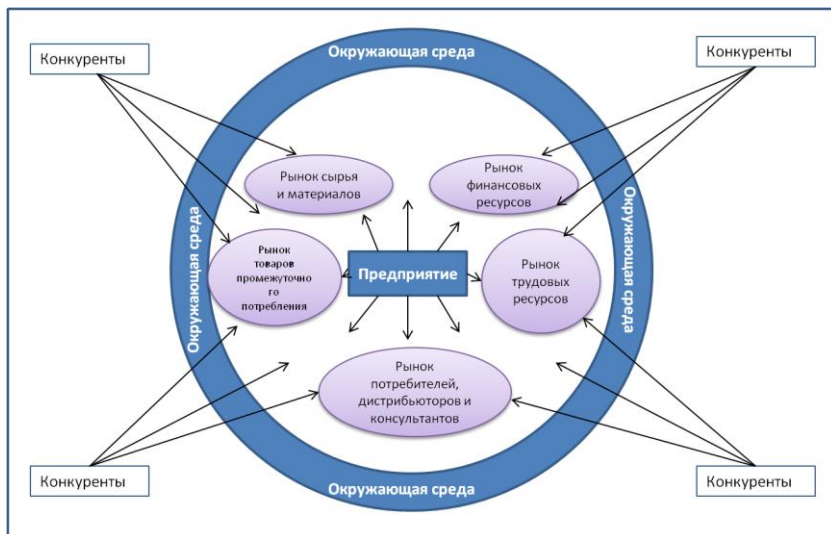 Окружающая среда
Конкуренты
Конкуренты
Рынок сырья
и материалов
Рынок
финансовых
ресурсов
Окружающая среда
Окружающая среда
Рынок
товаров
промежуточно
го
потребления
Предприятие
Рынок
трудовых
ресурсов
Рынок
потребителей,
дистрибьюторов и
консультантов
Конкуренты
Конкуренты
Окружающая среда